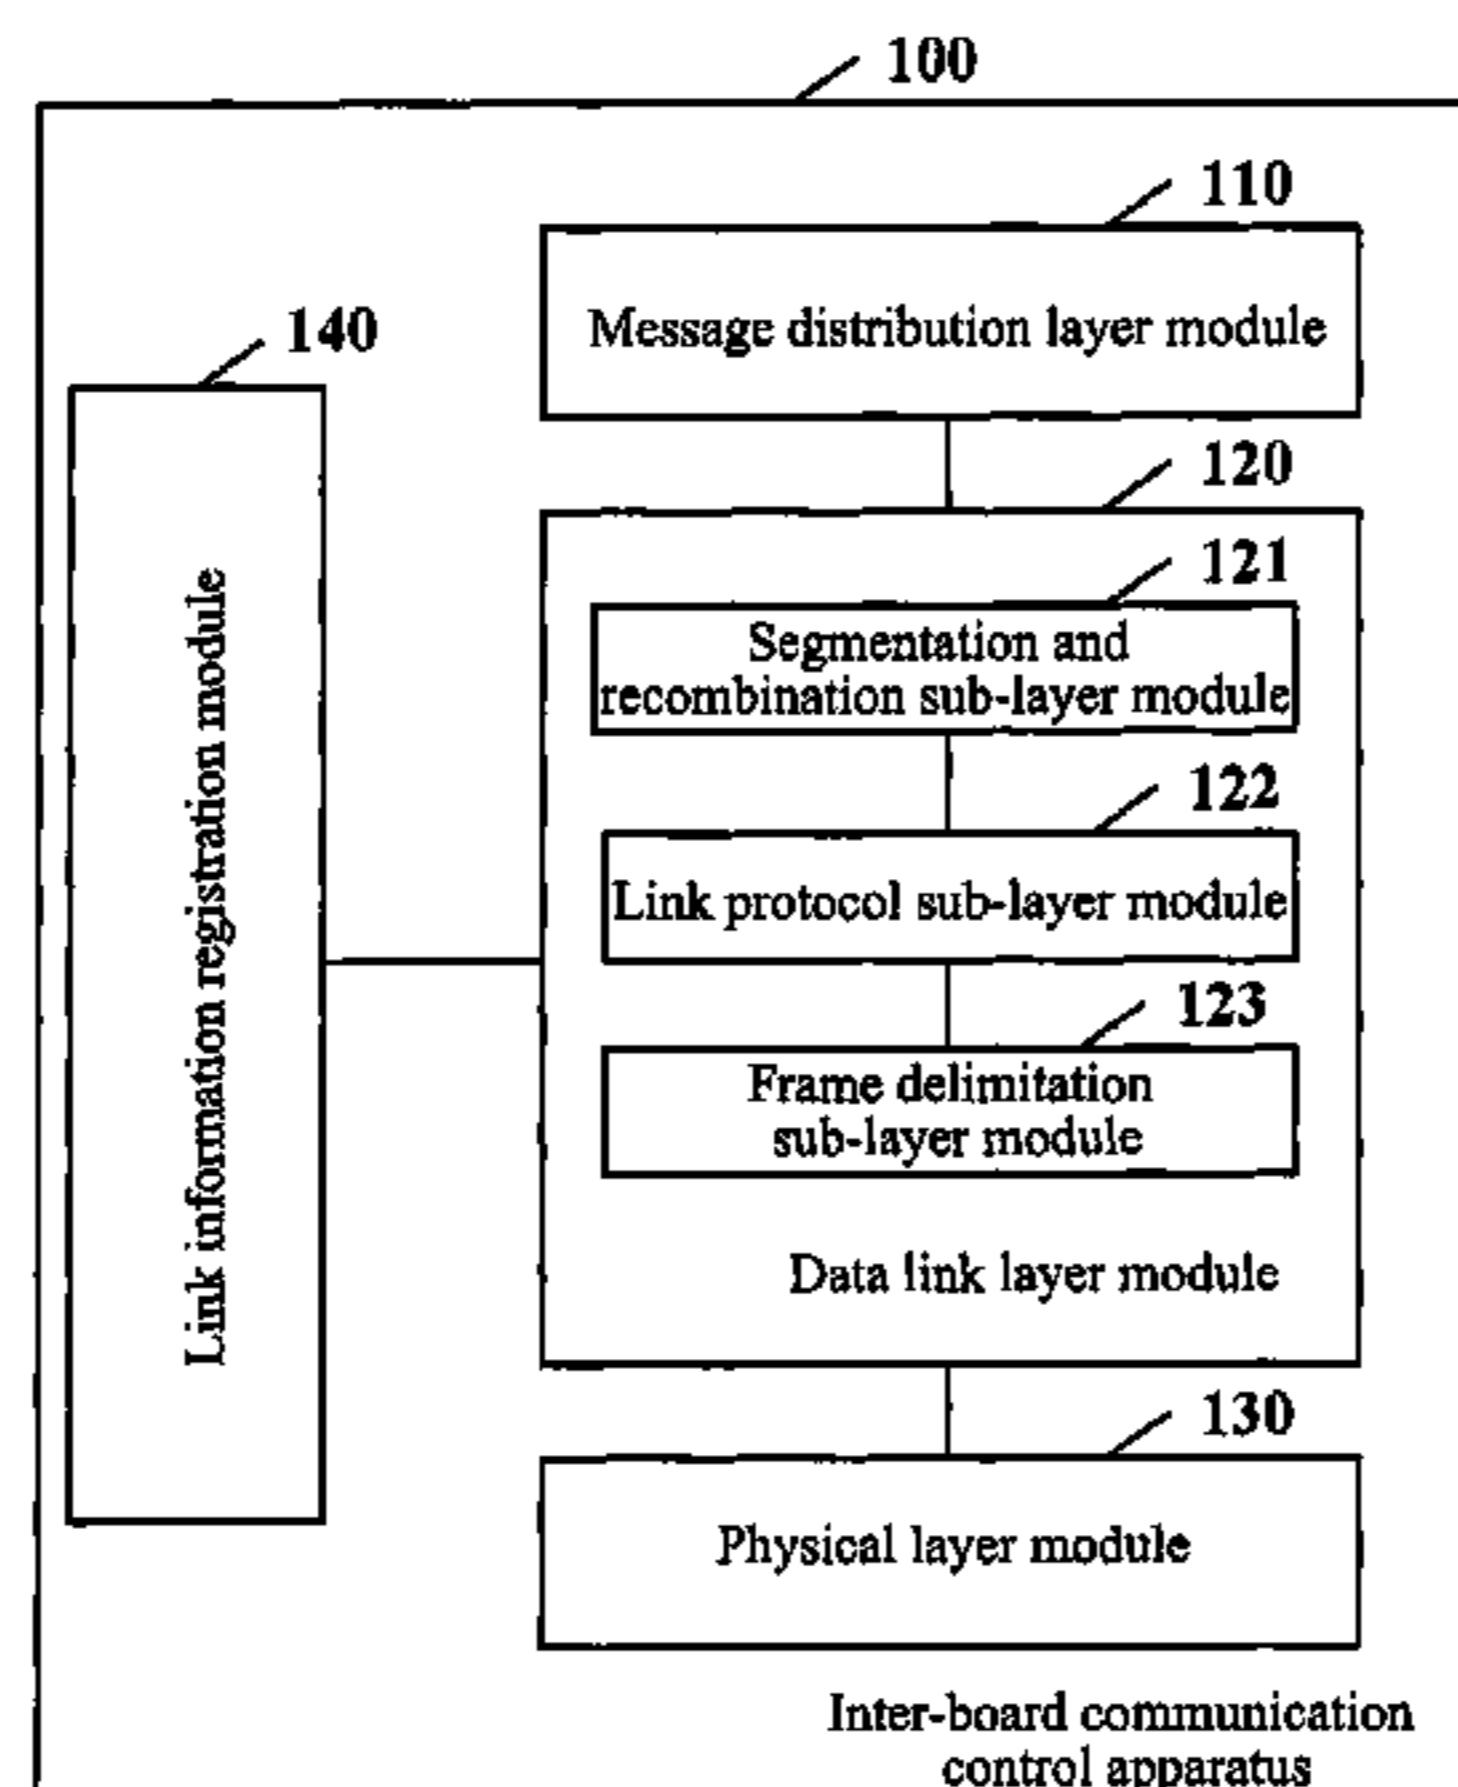 100
110
Message distribution layer module
140
Link information registration module
120
121
Segmentation and
recombination sub-layer module
122
Link protocol sub-layer module
123
Frame delimitation
sub-layer module
Data link layer module
130
Physical layer module
Inter-board communication
control apparatus